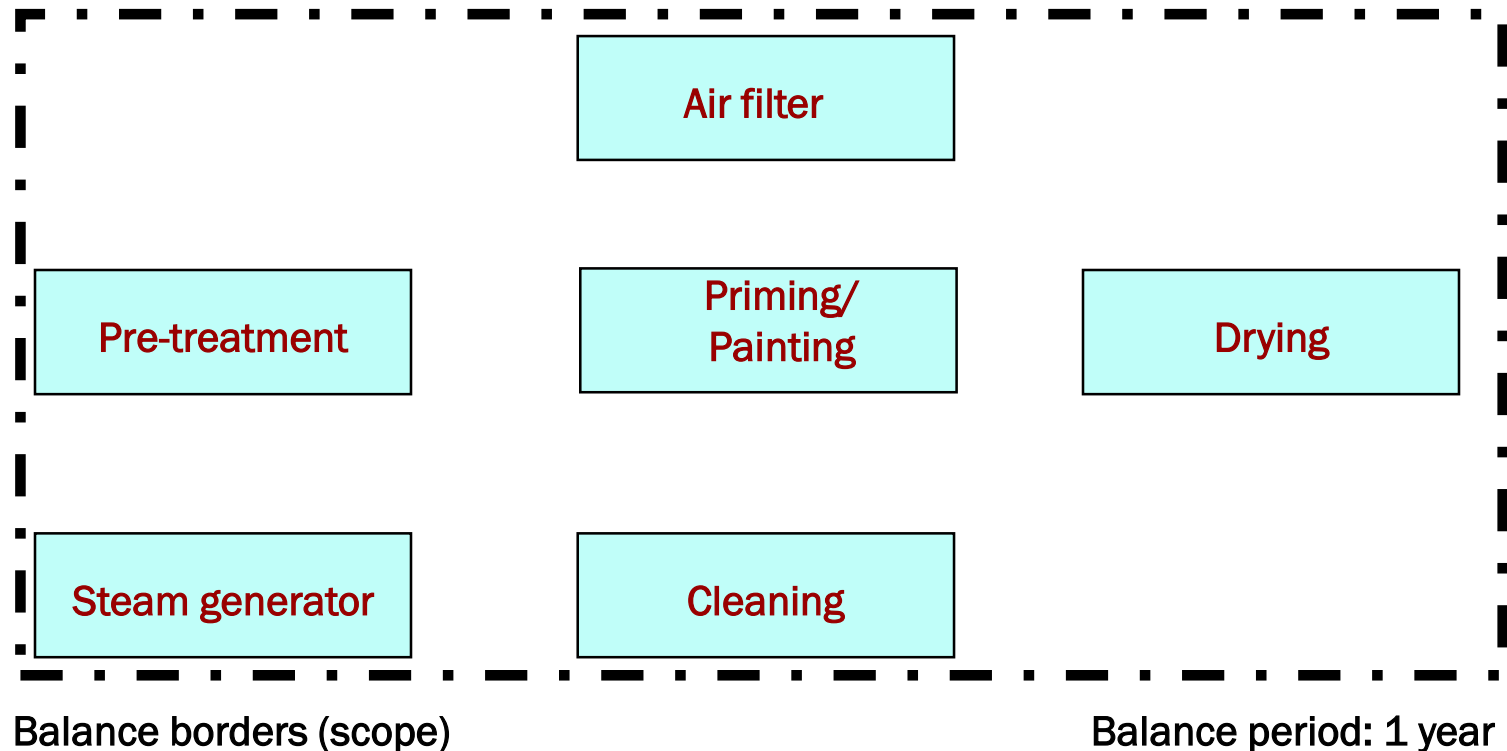 Air filter
Pre-treatment
Priming/
Painting
Drying
Steam generator
Cleaning
Balance borders (scope)
Balance period: 1 year